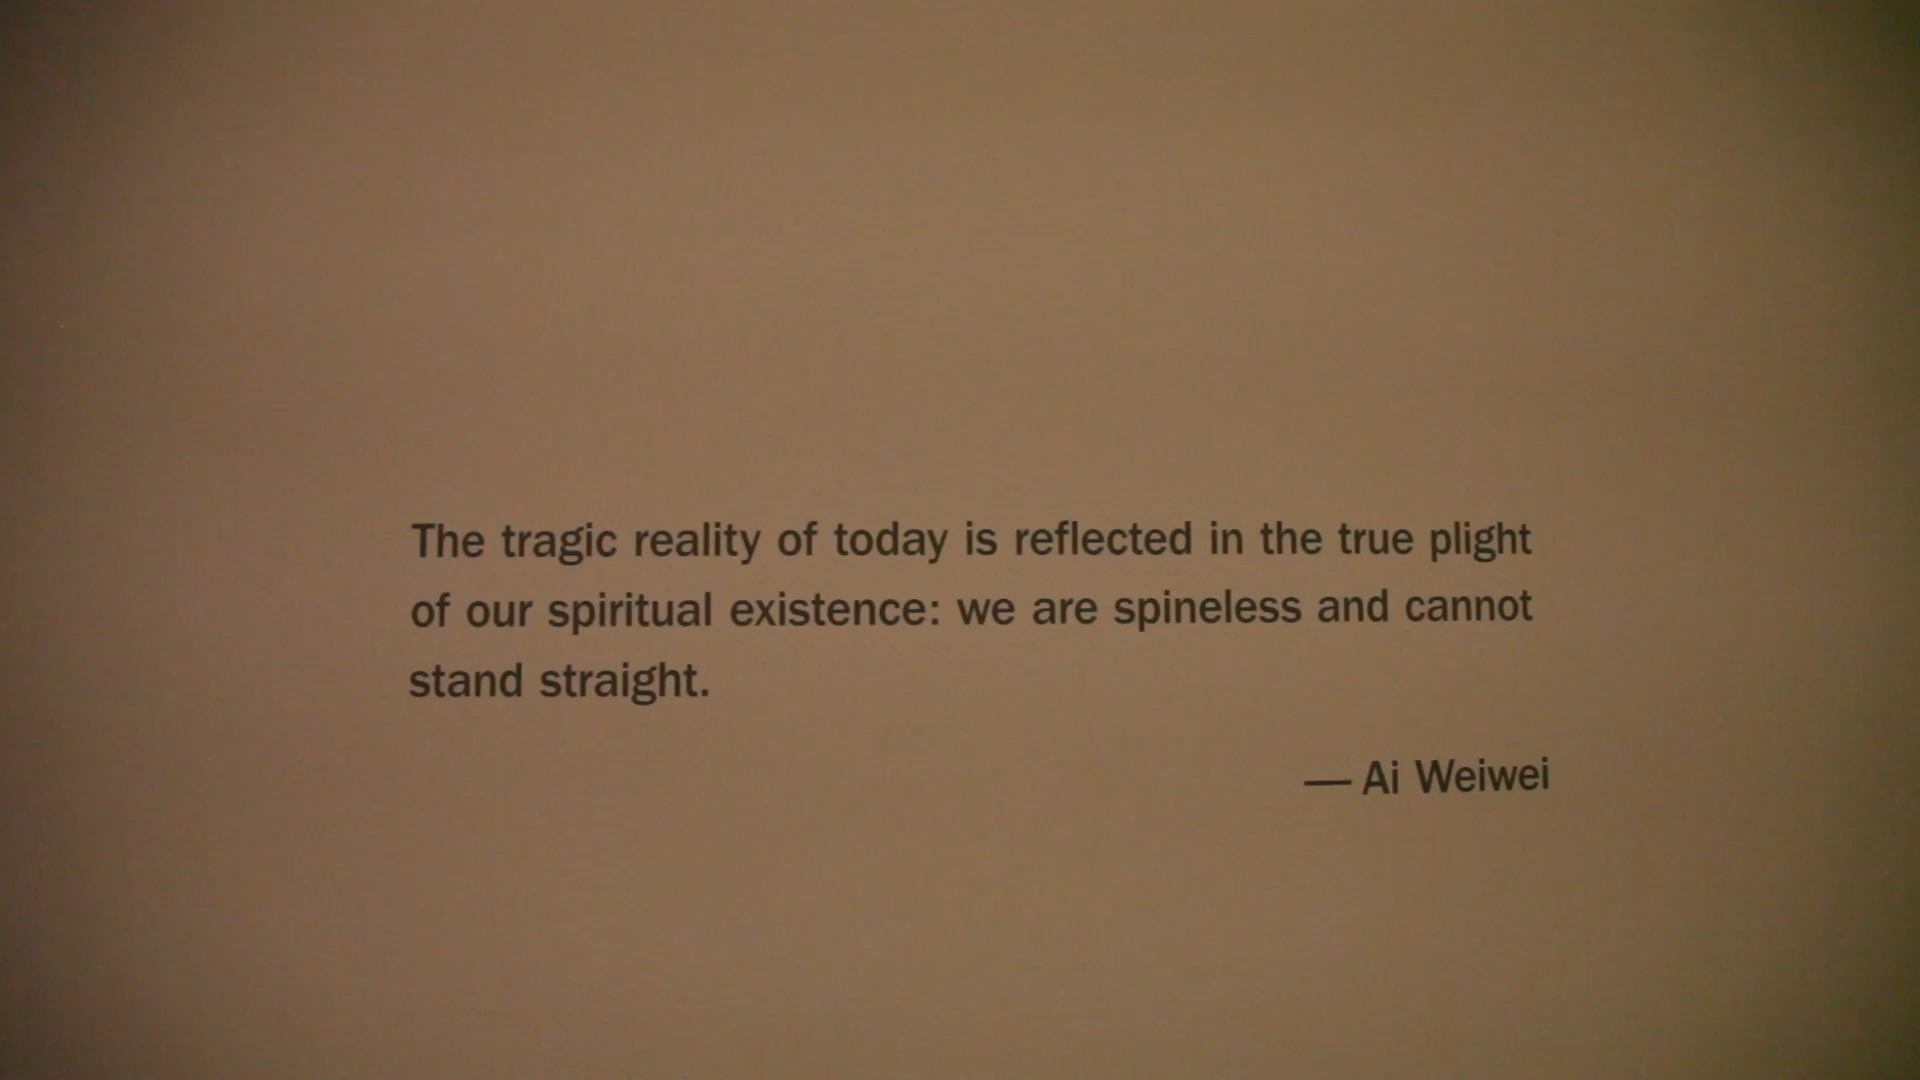 The tragic reality of today is reflected in the true plight
of our spiritual existence: we are spineless and cannot
stand straight.
— Ai Weiwei